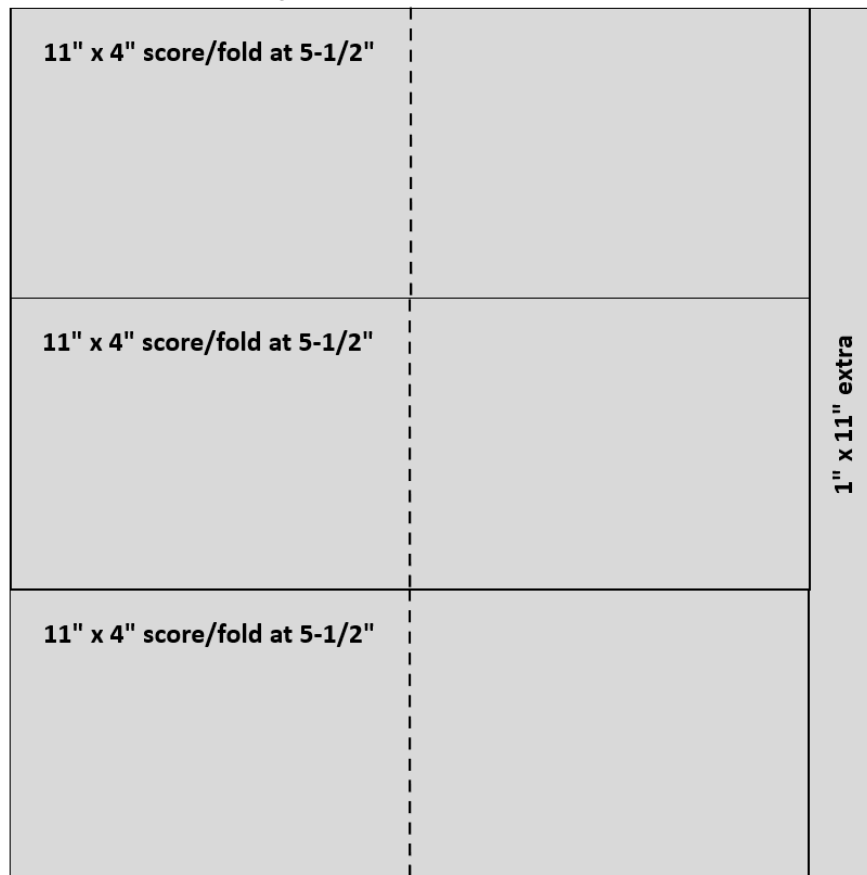 11" x 4" score/fold at 5-1/2"
11" x 4" score/fold at 5-1/2"
1" x 11" extra
11" x 4" score/fold at 5-1/2"